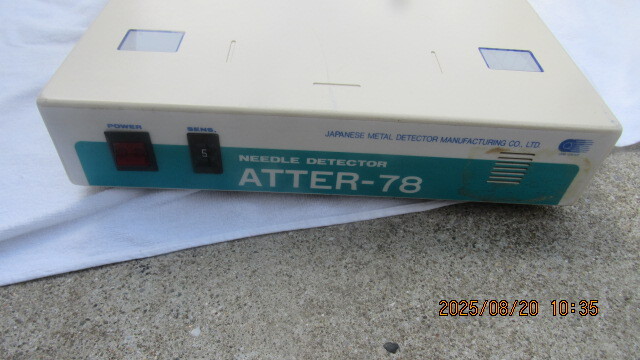 POWER
SENS.
5
JAPANESE METAL DETECTOR MANUFACTURING CO., LTD.
NEEDLE DETECTOR
ATTER-78
2025/08/20 10:35